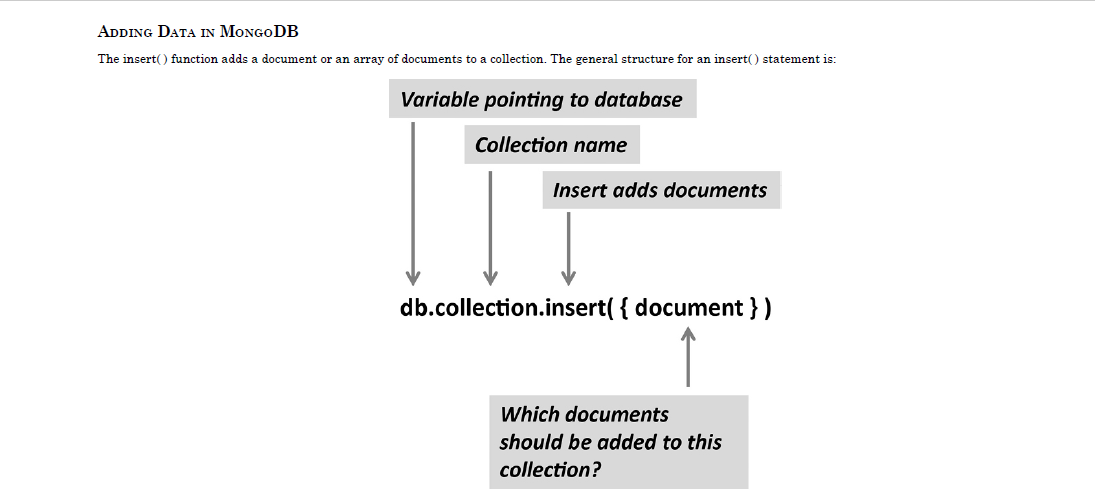 Adding Data in MongoDB
The insert() function adds a document or an array of documents to a collection. The general structure for an insert() statement is:
Variable pointing to database
Collection name
Insert adds documents
db.collection.insert( { document } )
Which documents
should be added to this
collection?